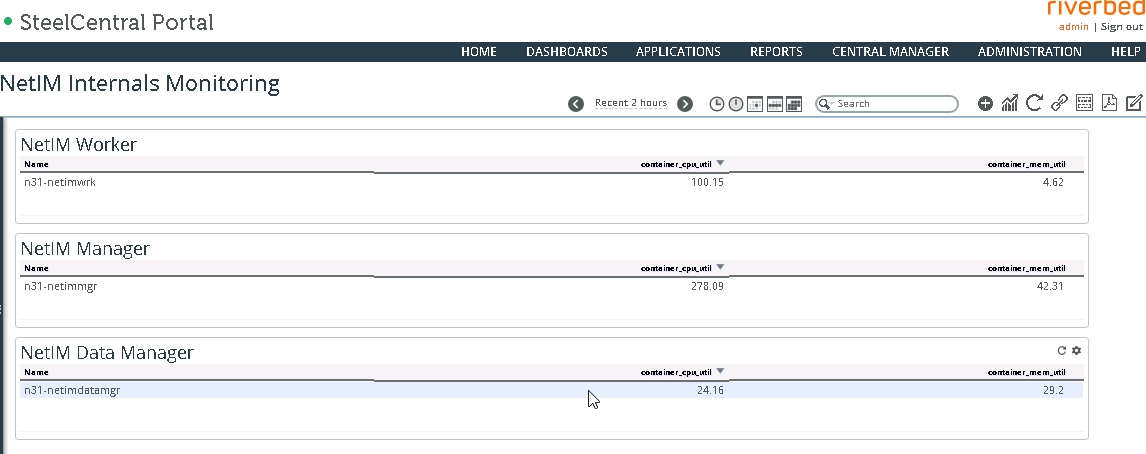 riverbed
SteelCentral Portal
admin | Sign out
HOME DASHBOARDS APPLICATIONS REPORTS CENTRAL MANAGER ADMINISTRATION HELP
NetIM Internals Monitoring
Recent 2 hours Search
NetIM Worker
Name container_cpu_util container_mem_util
n31-netimwrk 100.15 4.62
NetIM Manager
Name container_cpu_util container_mem_util
n31-netimmgr 278.09 42.31
NetIM Data Manager
Name container_cpu_util container_mem_util
n31-netimdatamgr 24.16 29.2